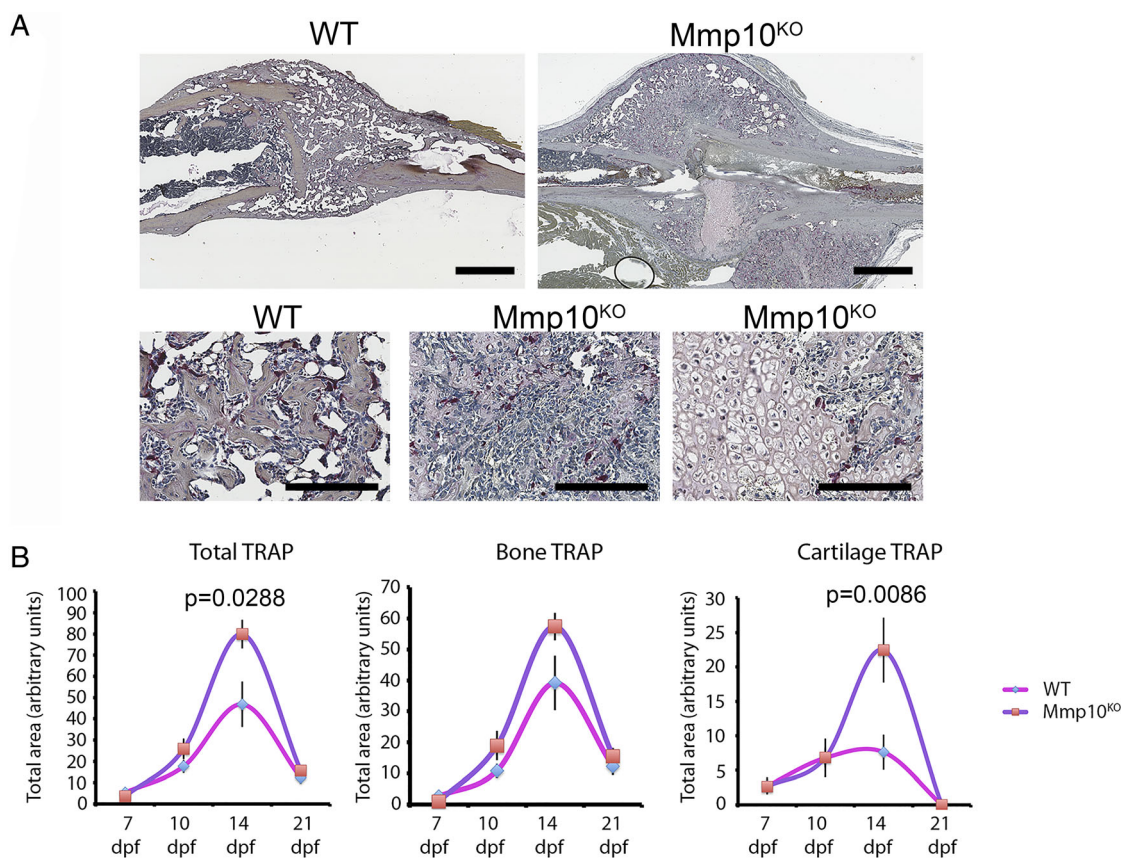 A
WT
Mmp10KO
WT
Mmp10KO
Mmp10KO
B
Total TRAP
Total area (arbitrary units)
100
90
80
70
60
50
40
30
20
10
0
p=0.0288
7 10 14 21
dpf dpf dpf dpf
Bone TRAP
Total area (arbitrary units)
70
60
50
40
30
20
10
0
7 10 14 21
dpf dpf dpf dpf
Cartilage TRAP
Total area (arbitrary units)
30
25
20
15
10
5
0
p=0.0086
7 10 14 21
dpf dpf dpf dpf
WT
Mmp10KO